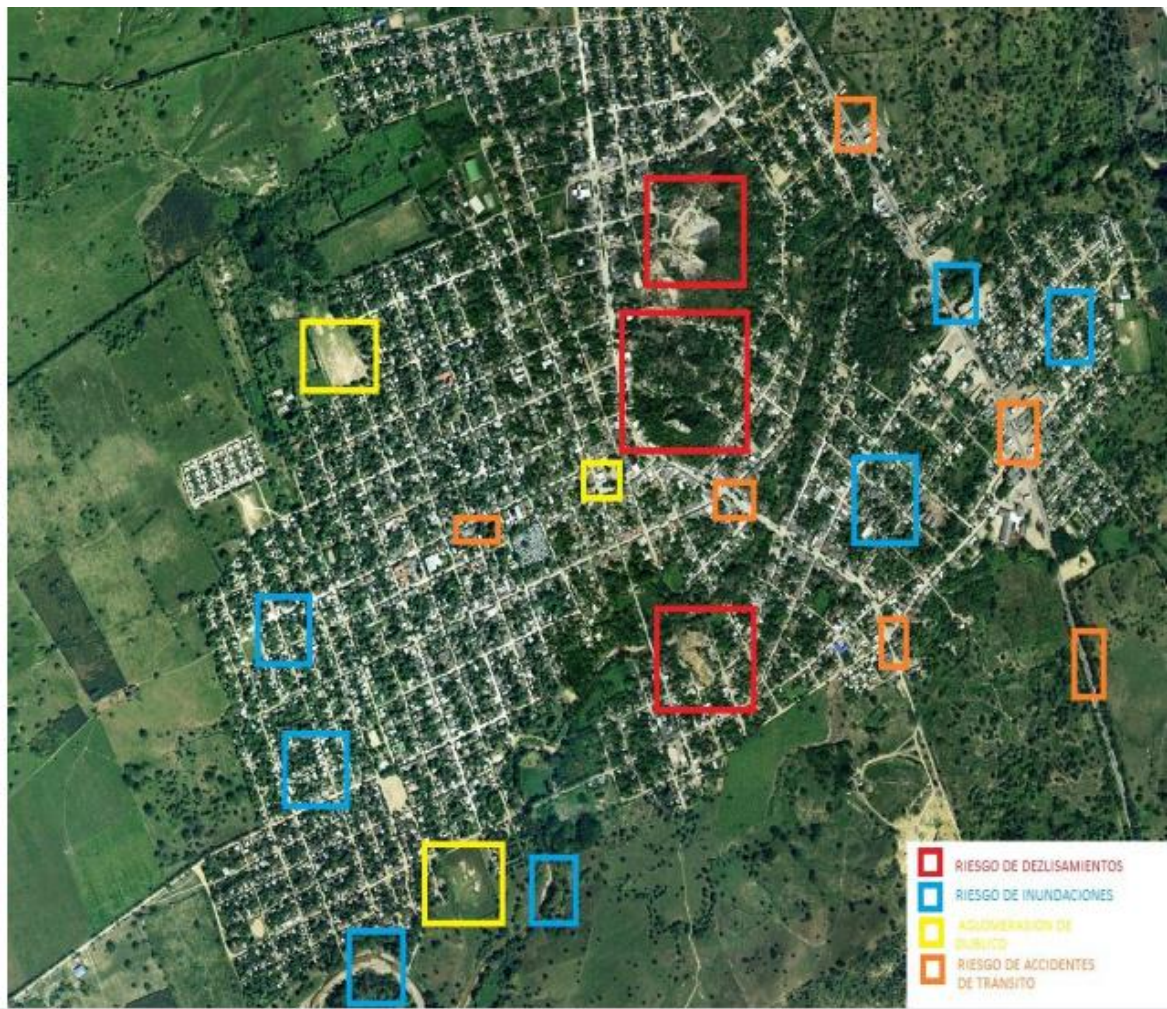 RIESGO DE DEZLISAMIENTOS
RIESGO DE INUNDACIONES
AGLOMERACION DE
PUBLICO
RIESGO DE ACCIDENTES
DE TRANSITO